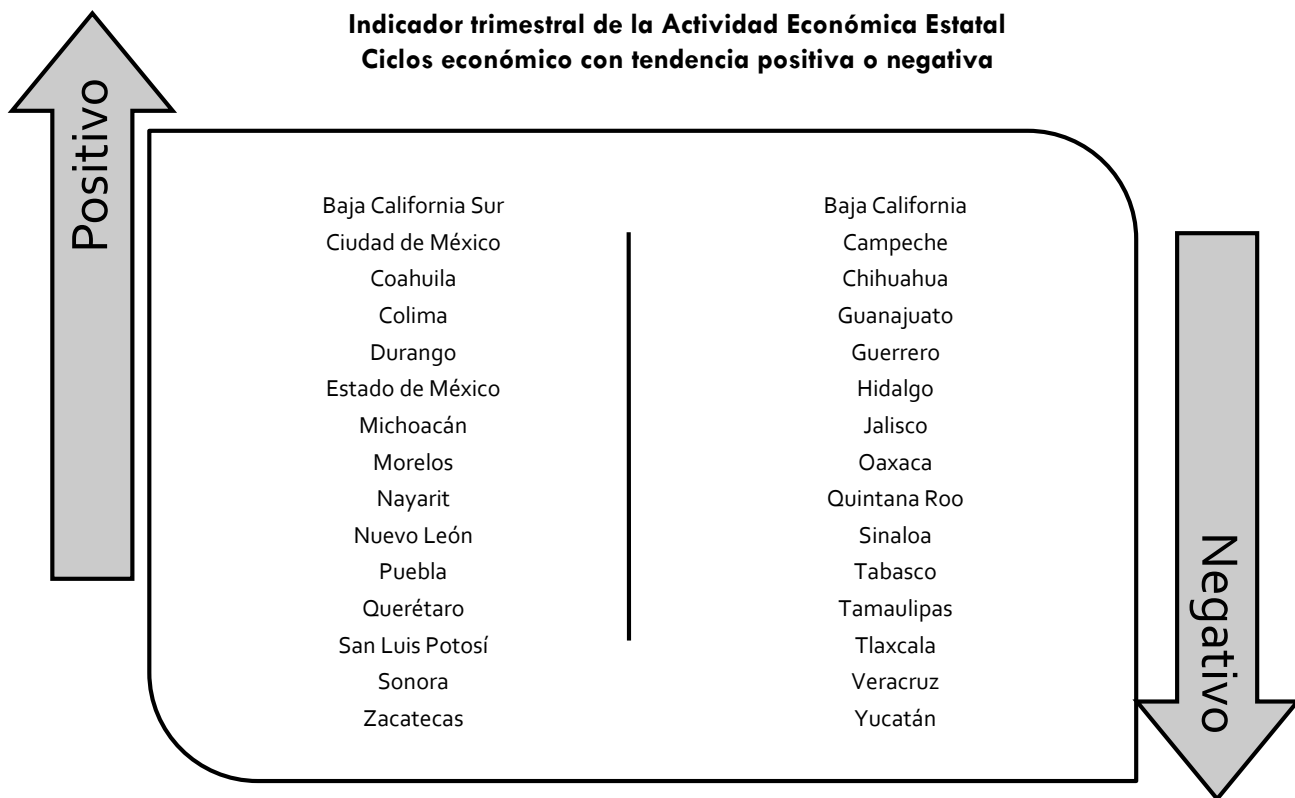 Indicador trimestral de la Actividad Económica Estatal
Ciclos económico con tendencia positiva o negativa
Positivo
Baja California Sur
Ciudad de México
Coahuila
Colima
Durango
Estado de México
Michoacán
Morelos
Nayarit
Nuevo León
Puebla
Querétaro
San Luis Potosí
Sonora
Zacatecas
Baja California
Campeche
Chihuahua
Guanajuato
Guerrero
Hidalgo
Jalisco
Oaxaca
Quintana Roo
Sinaloa
Tabasco
Tamaulipas
Tlaxcala
Veracruz
Yucatán
Negativo